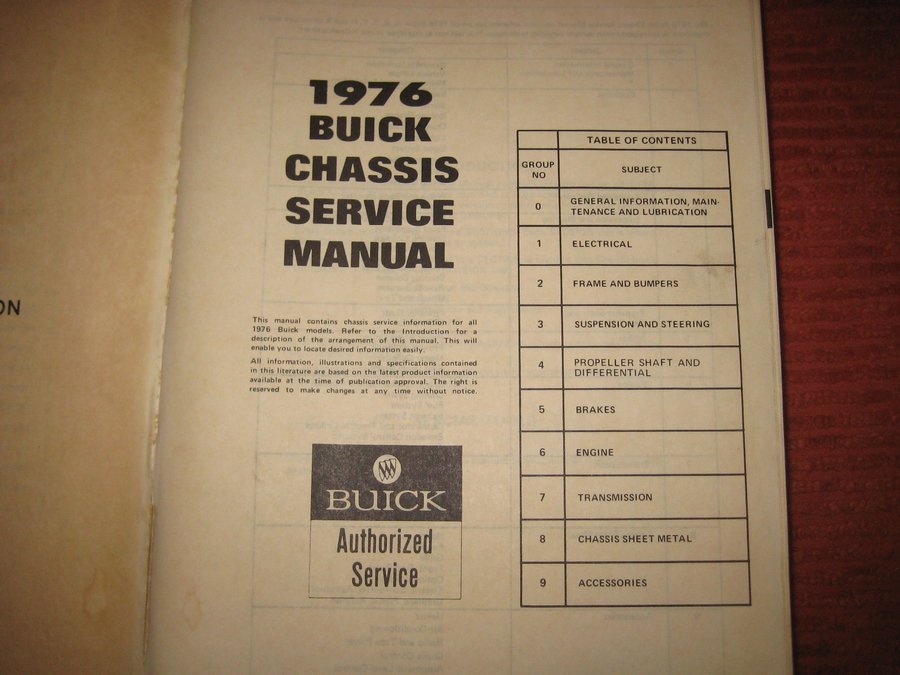 ON
1976
BUICK
CHASSIS
SERVICE
MANUAL
This manual contains chassis service information for all
1976 Buick models. Refer to the Introduction for a
description of the arrangement of this manual. This will
enable you to locate desired information easily.
All information, illustrations and specifications contained
in this literature are based on the latest product information
available at the time of publication approval. The right is
reserved to make changes at any time without notice.
BUICK
Authorized
Service
TABLE OF CONTENTS
GROUP
NO
SUBJECT
0 GENERAL INFORMATION, MAIN-
TENANCE AND LUBRICATION
1 ELECTRICAL
2 FRAME AND BUMPERS
3 SUSPENSION AND STEERING
4 PROPELLER SHAFT AND
DIFFERENTIAL
5 BRAKES
6 ENGINE
7 TRANSMISSION
8 CHASSIS SHEET METAL
9 ACCESSORIES